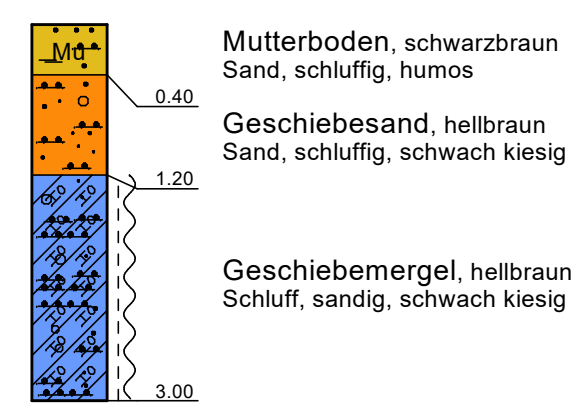 Mutterboden, schwarzbraun
Sand, schluffig, humos
Mu
0.40
Geschiebesand, hellbraun
Sand, schluffig, schwach kiesig
1.20
Geschiebemergel, hellbraun
Schluff, sandig, schwach kiesig
3.00